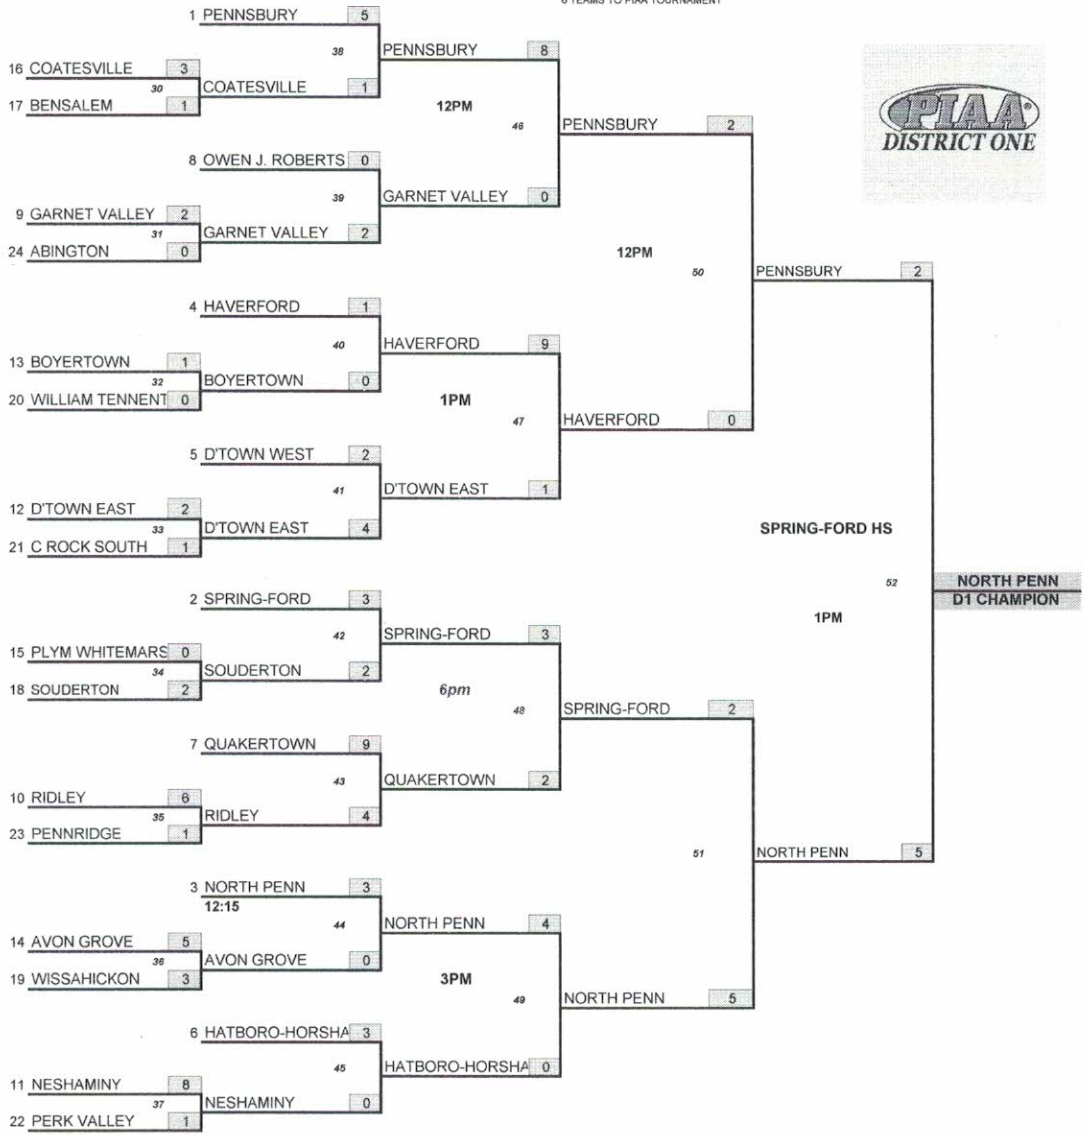 6 TEAMS TO PIAA TOURNAMENT
1 PENNSBURY 5
38 PENNSBURY 8
16 COATESVILLE 3
30 COATESVILLE 1
17 BENSALEM 1
12PM
46 PENNSBURY 2
8 OWEN J. ROBERTS 0
39 GARNET VALLEY 0
9 GARNET VALLEY 2
31 GARNET VALLEY 2
24 ABINGTON 0
12PM
50 PENNSBURY 2
4 HAVERFORD 1
40 HAVERFORD 9
13 BOYERTOWN 1
32 BOYERTOWN 0
20 WILLIAM TENNENT 0
1PM
47 HAVERFORD 0
5 D'TOWN WEST 2
41 D'TOWN EAST 1
12 D'TOWN EAST 2
33 D'TOWN EAST 4
21 C ROCK SOUTH 1
SPRING-FORD HS
52 NORTH PENN
D1 CHAMPION
1PM
2 SPRING-FORD 3
42 SPRING-FORD 3
15 PLYM WHITEMARS 0
34 SOUDERTON 2
18 SOUDERTON 2
6pm
48 SPRING-FORD 2
7 QUAKERTOWN 9
43 QUAKERTOWN 2
10 RIDLEY 6
35 RIDLEY 4
23 PENNRIDGE 1
51 NORTH PENN 5
3 NORTH PENN 3
12:15
44 NORTH PENN 4
14 AVON GROVE 5
36 AVON GROVE 0
19 WISSAHICKON 3
3PM
49 NORTH PENN 5
6 HATBORO-HORSHA 3
45 HATBORO-HORSHA 0
11 NESHAMINY 8
37 NESHAMINY 0
22 PERK VALLEY 1
PIAA®
DISTRICT ONE